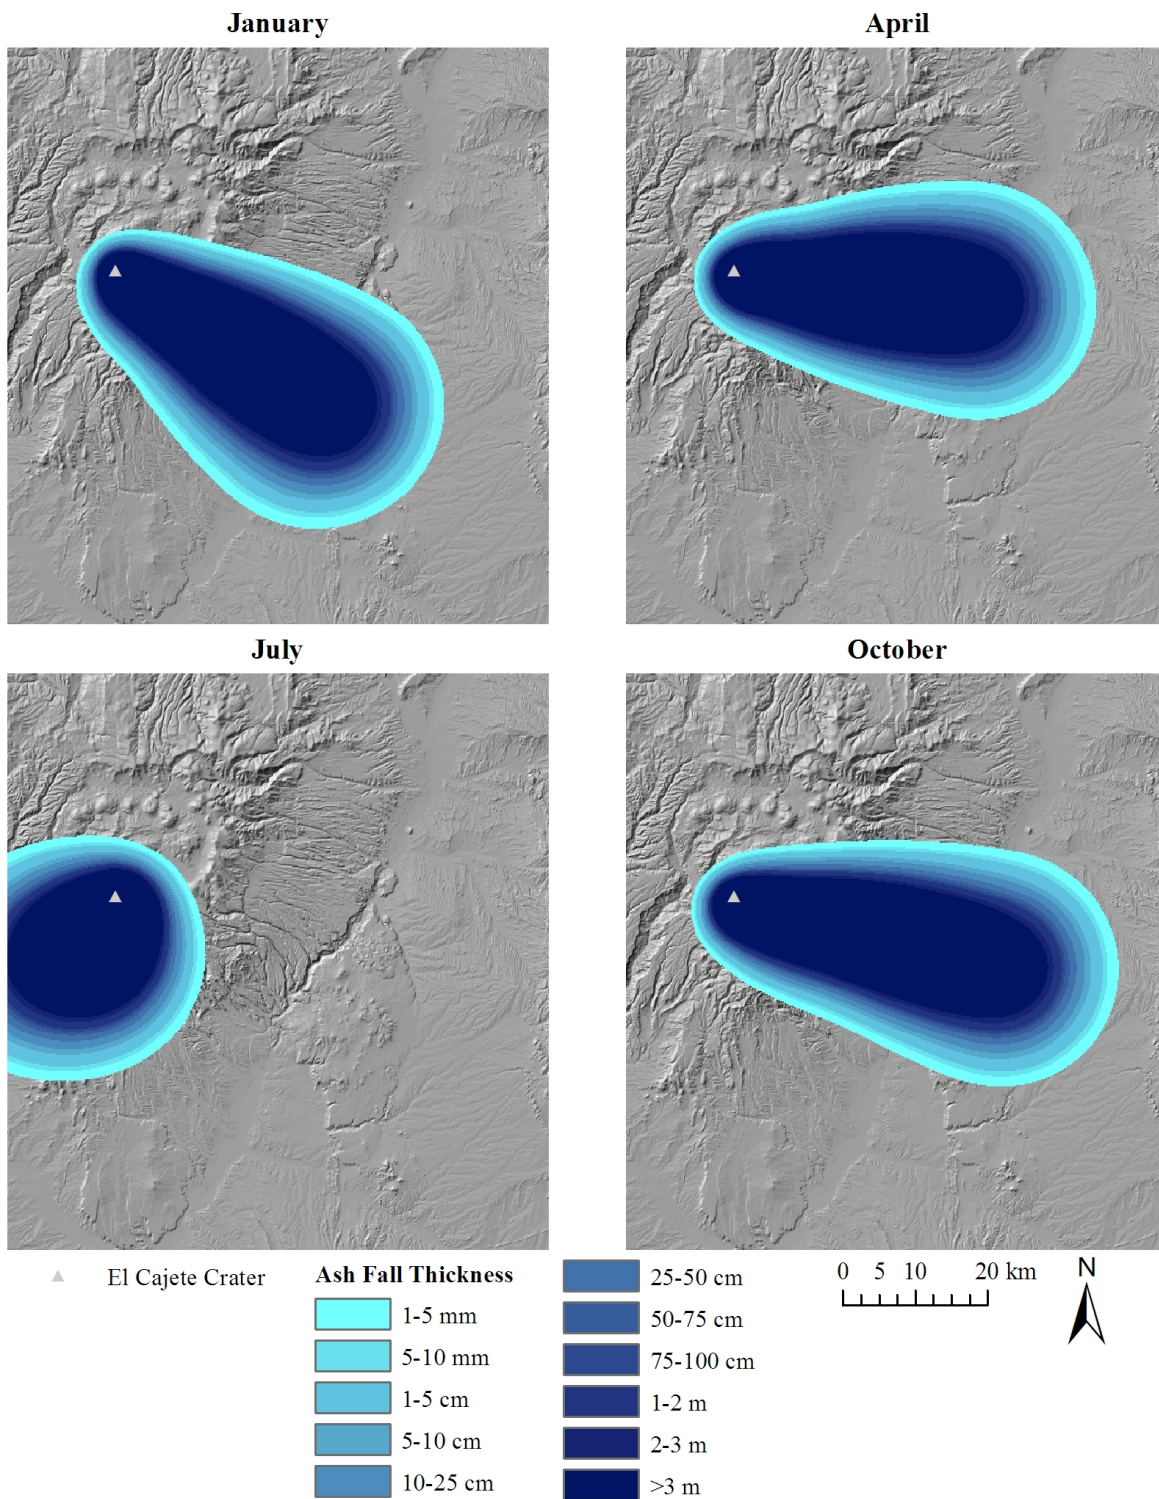 January
April
July
October
El Cajete Crater
Ash Fall Thickness
1-5 mm
5-10 mm
1-5 cm
5-10 cm
10-25 cm
25-50 cm
50-75 cm
75-100 cm
1-2 m
2-3 m
>3 m
0 5 10 20 km
N